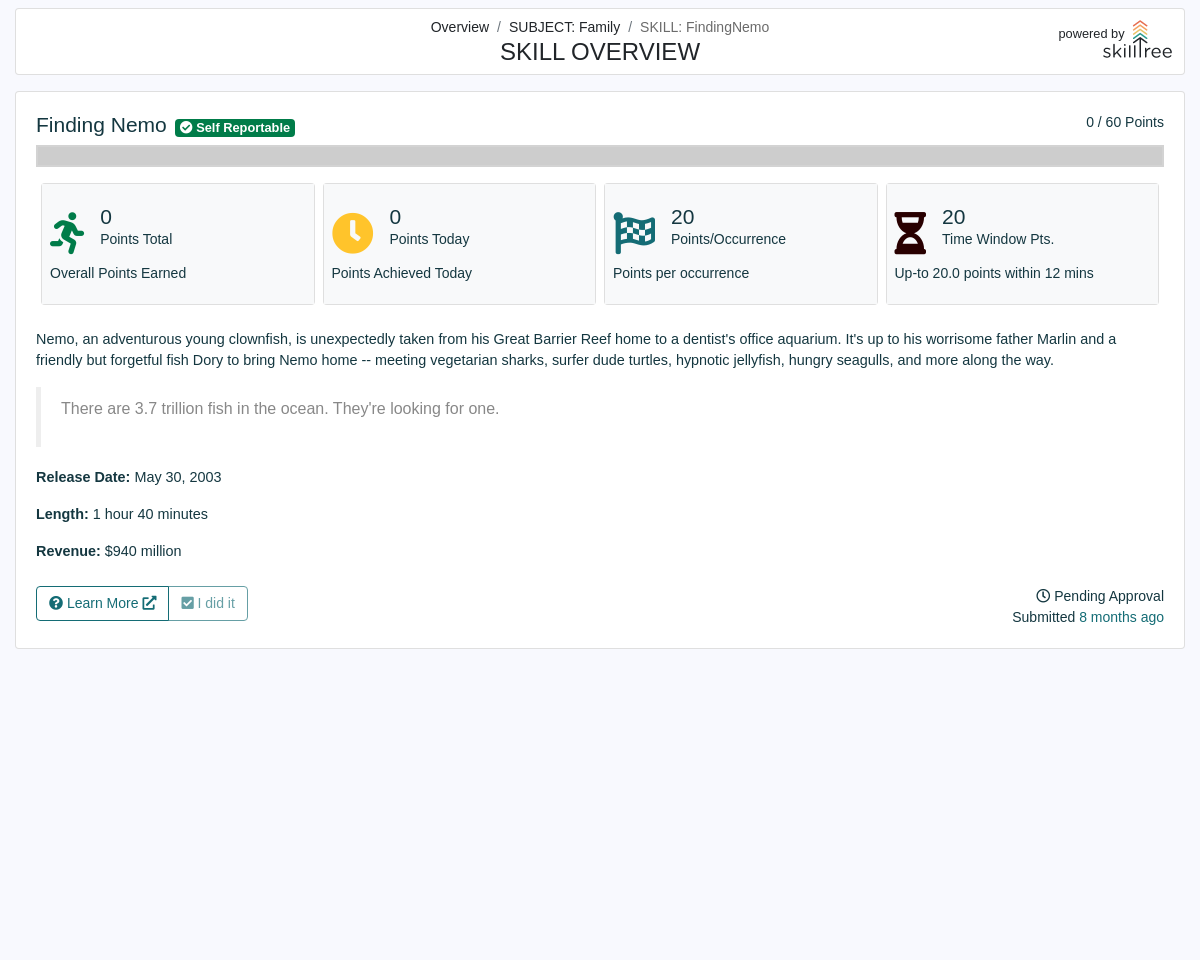 Overview / SUBJECT: Family / SKILL: FindingNemo
SKILL OVERVIEW
powered by
skilltree
Finding Nemo Self Reportable
0 / 60 Points
0
Points Total
Overall Points Earned
0
Points Today
Points Achieved Today
20
Points/Occurrence
Points per occurrence
20
Time Window Pts.
Up-to 20.0 points within 12 mins
Nemo, an adventurous young clownfish, is unexpectedly taken from his Great Barrier Reef home to a dentist's office aquarium. It's up to his worrisome father Marlin and a
friendly but forgetful fish Dory to bring Nemo home -- meeting vegetarian sharks, surfer dude turtles, hypnotic jellyfish, hungry seagulls, and more along the way.
There are 3.7 trillion fish in the ocean. They're looking for one.
Release Date: May 30, 2003
Length: 1 hour 40 minutes
Revenue: $940 million
Learn More
I did it
Pending Approval
Submitted 8 months ago